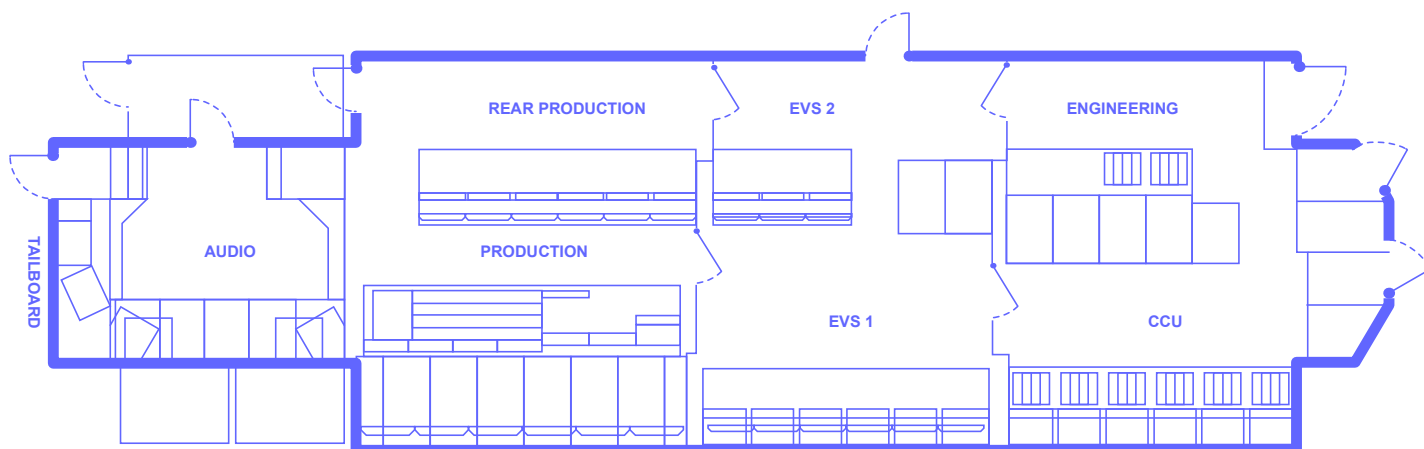 REAR PRODUCTION
EVS 2
ENGINEERING
TAILBOARD
AUDIO
PRODUCTION
EVS 1
CCU